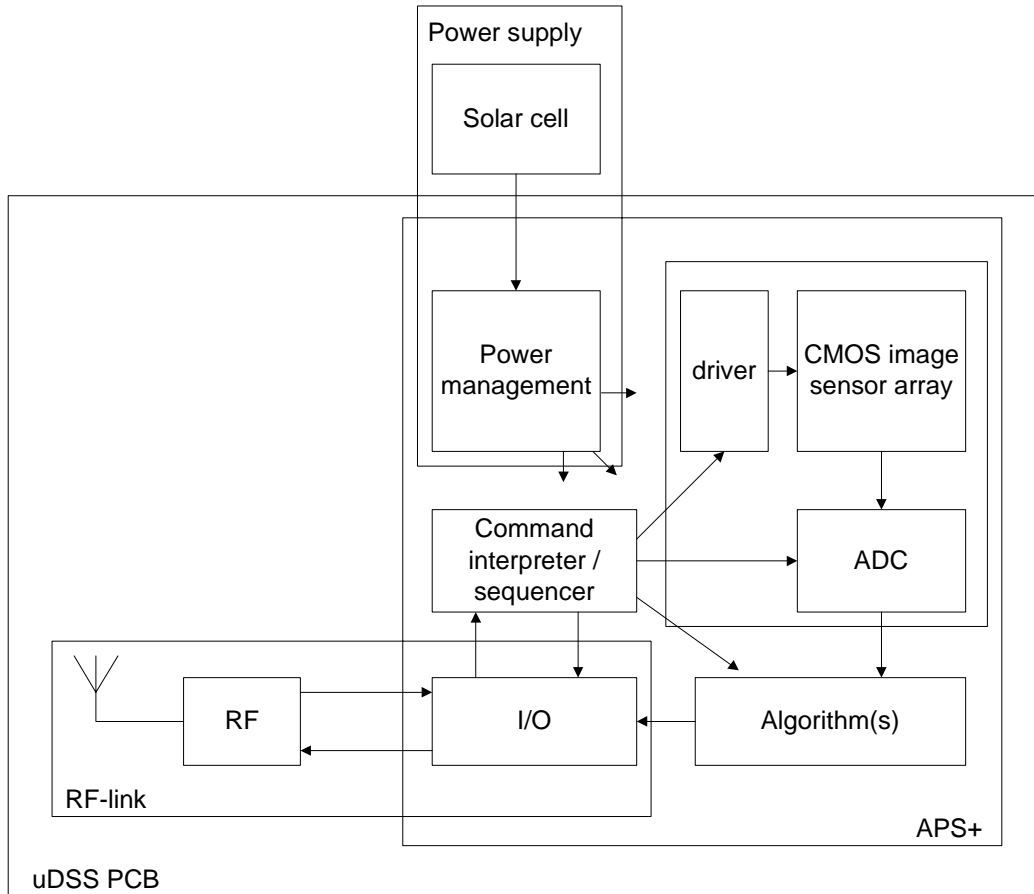 Power supply
Solar cell
Power
management
driver
CMOS image
sensor array
Command
interpreter /
sequencer
ADC
RF
I/O
Algorithm(s)
RF-link
APS+
uDSS PCB